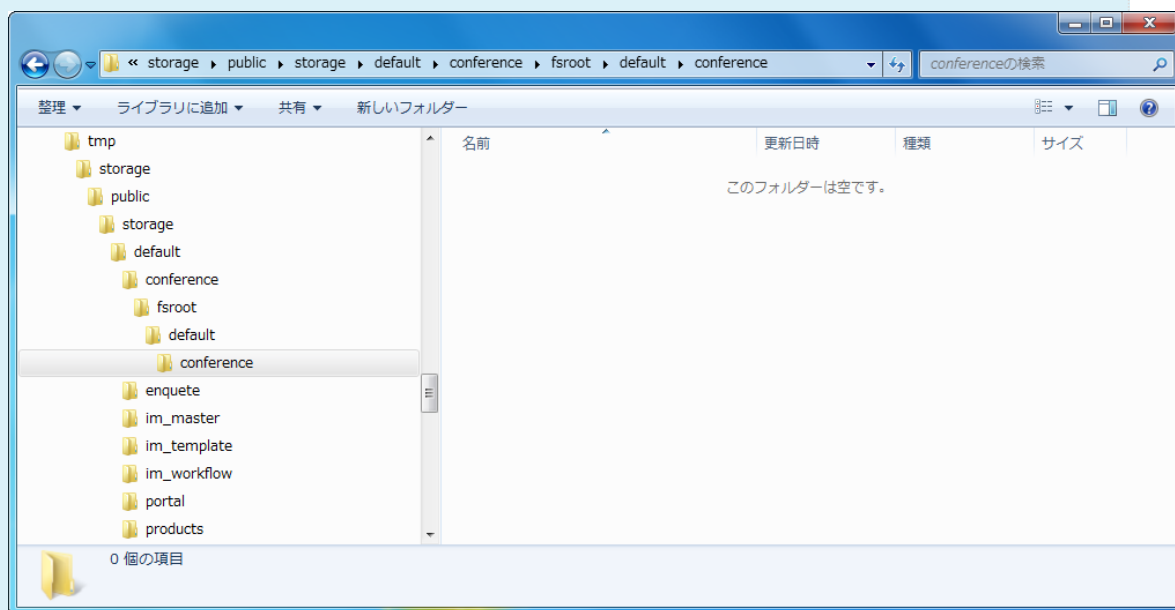 « storage ▸ public ▸ storage ▸ default ▸ conference ▸ fsroot ▸ default ▸ conference
conferenceの検索
整理 ライブラリに追加 共有 新しいフォルダー
tmp
storage
public
storage
default
conference
fsroot
default
conference
enquete
im_master
im_template
im_workflow
portal
products
名前 更新日時 種類 サイズ
このフォルダーは空です。
0 個の項目